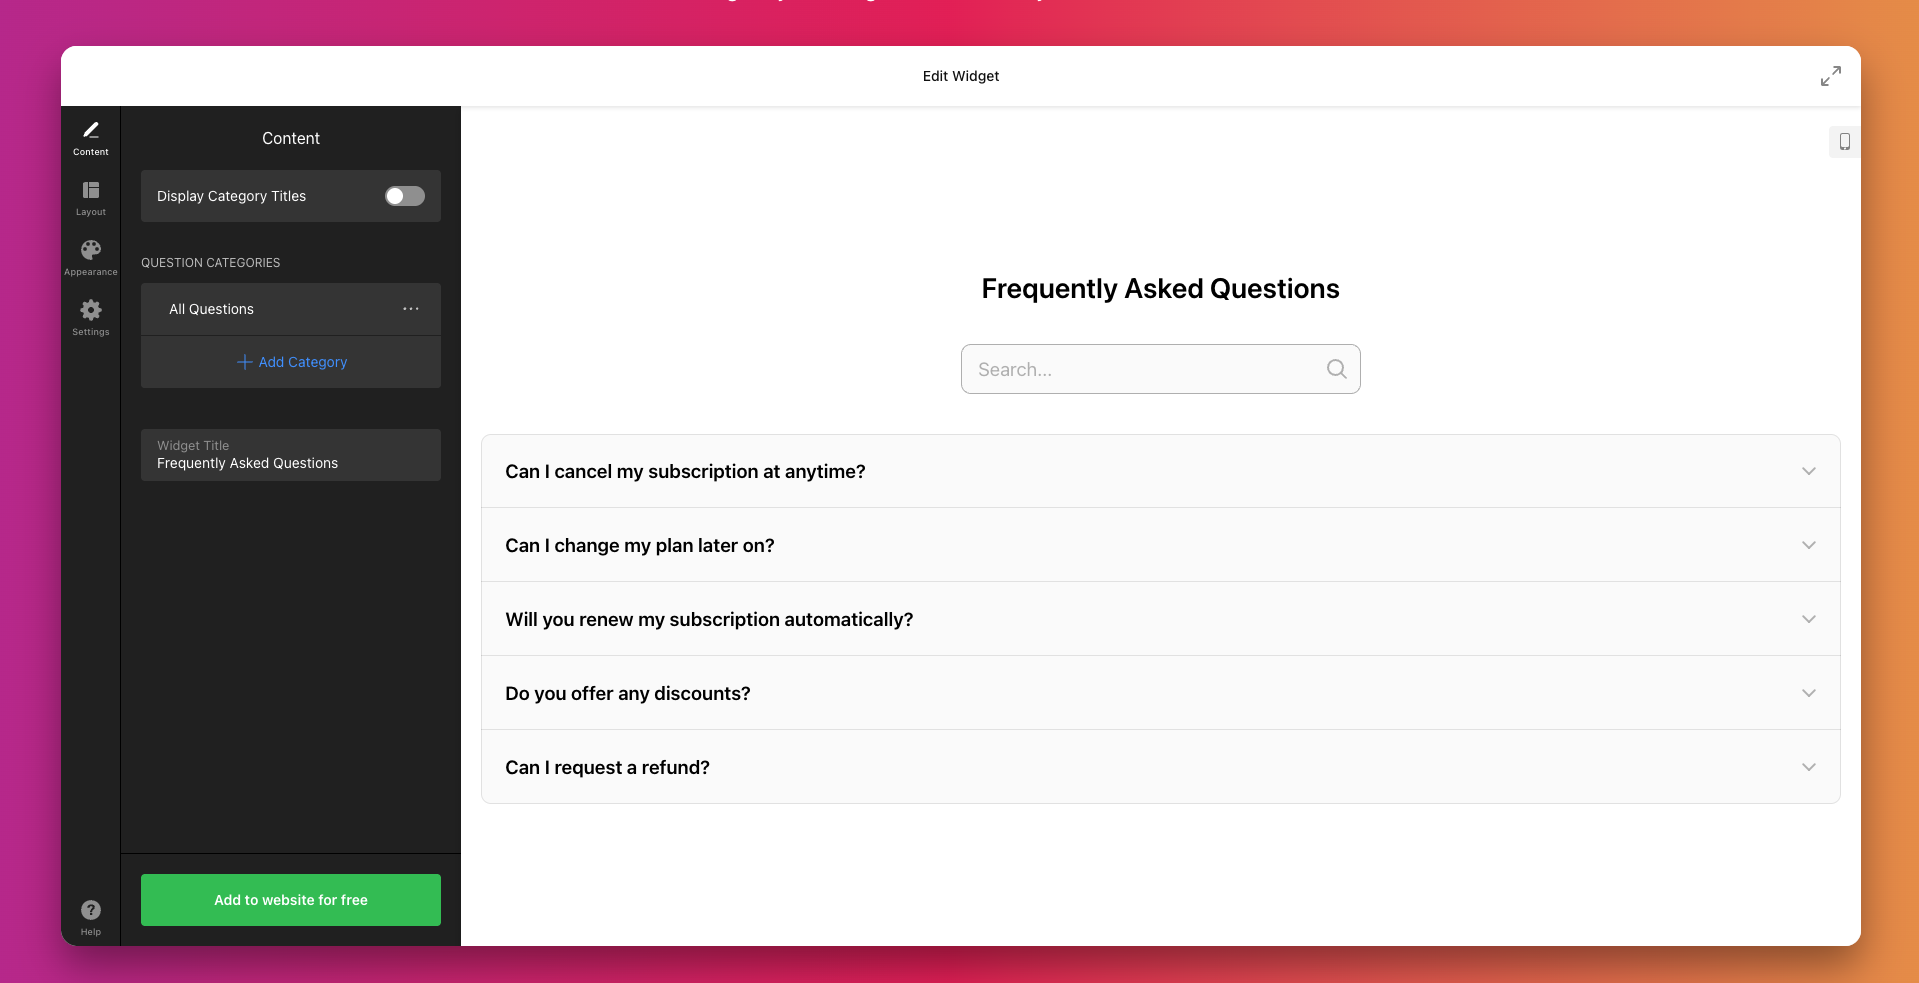 Edit Widget
Content
Layout
Appearance
Settings
Help
Content
Display Category Titles
QUESTION CATEGORIES
All Questions
Add Category
Widget Title
Frequently Asked Questions
Add to website for free
Frequently Asked Questions
Search...
Can I cancel my subscription at anytime?
Can I change my plan later on?
Will you renew my subscription automatically?
Do you offer any discounts?
Can I request a refund?